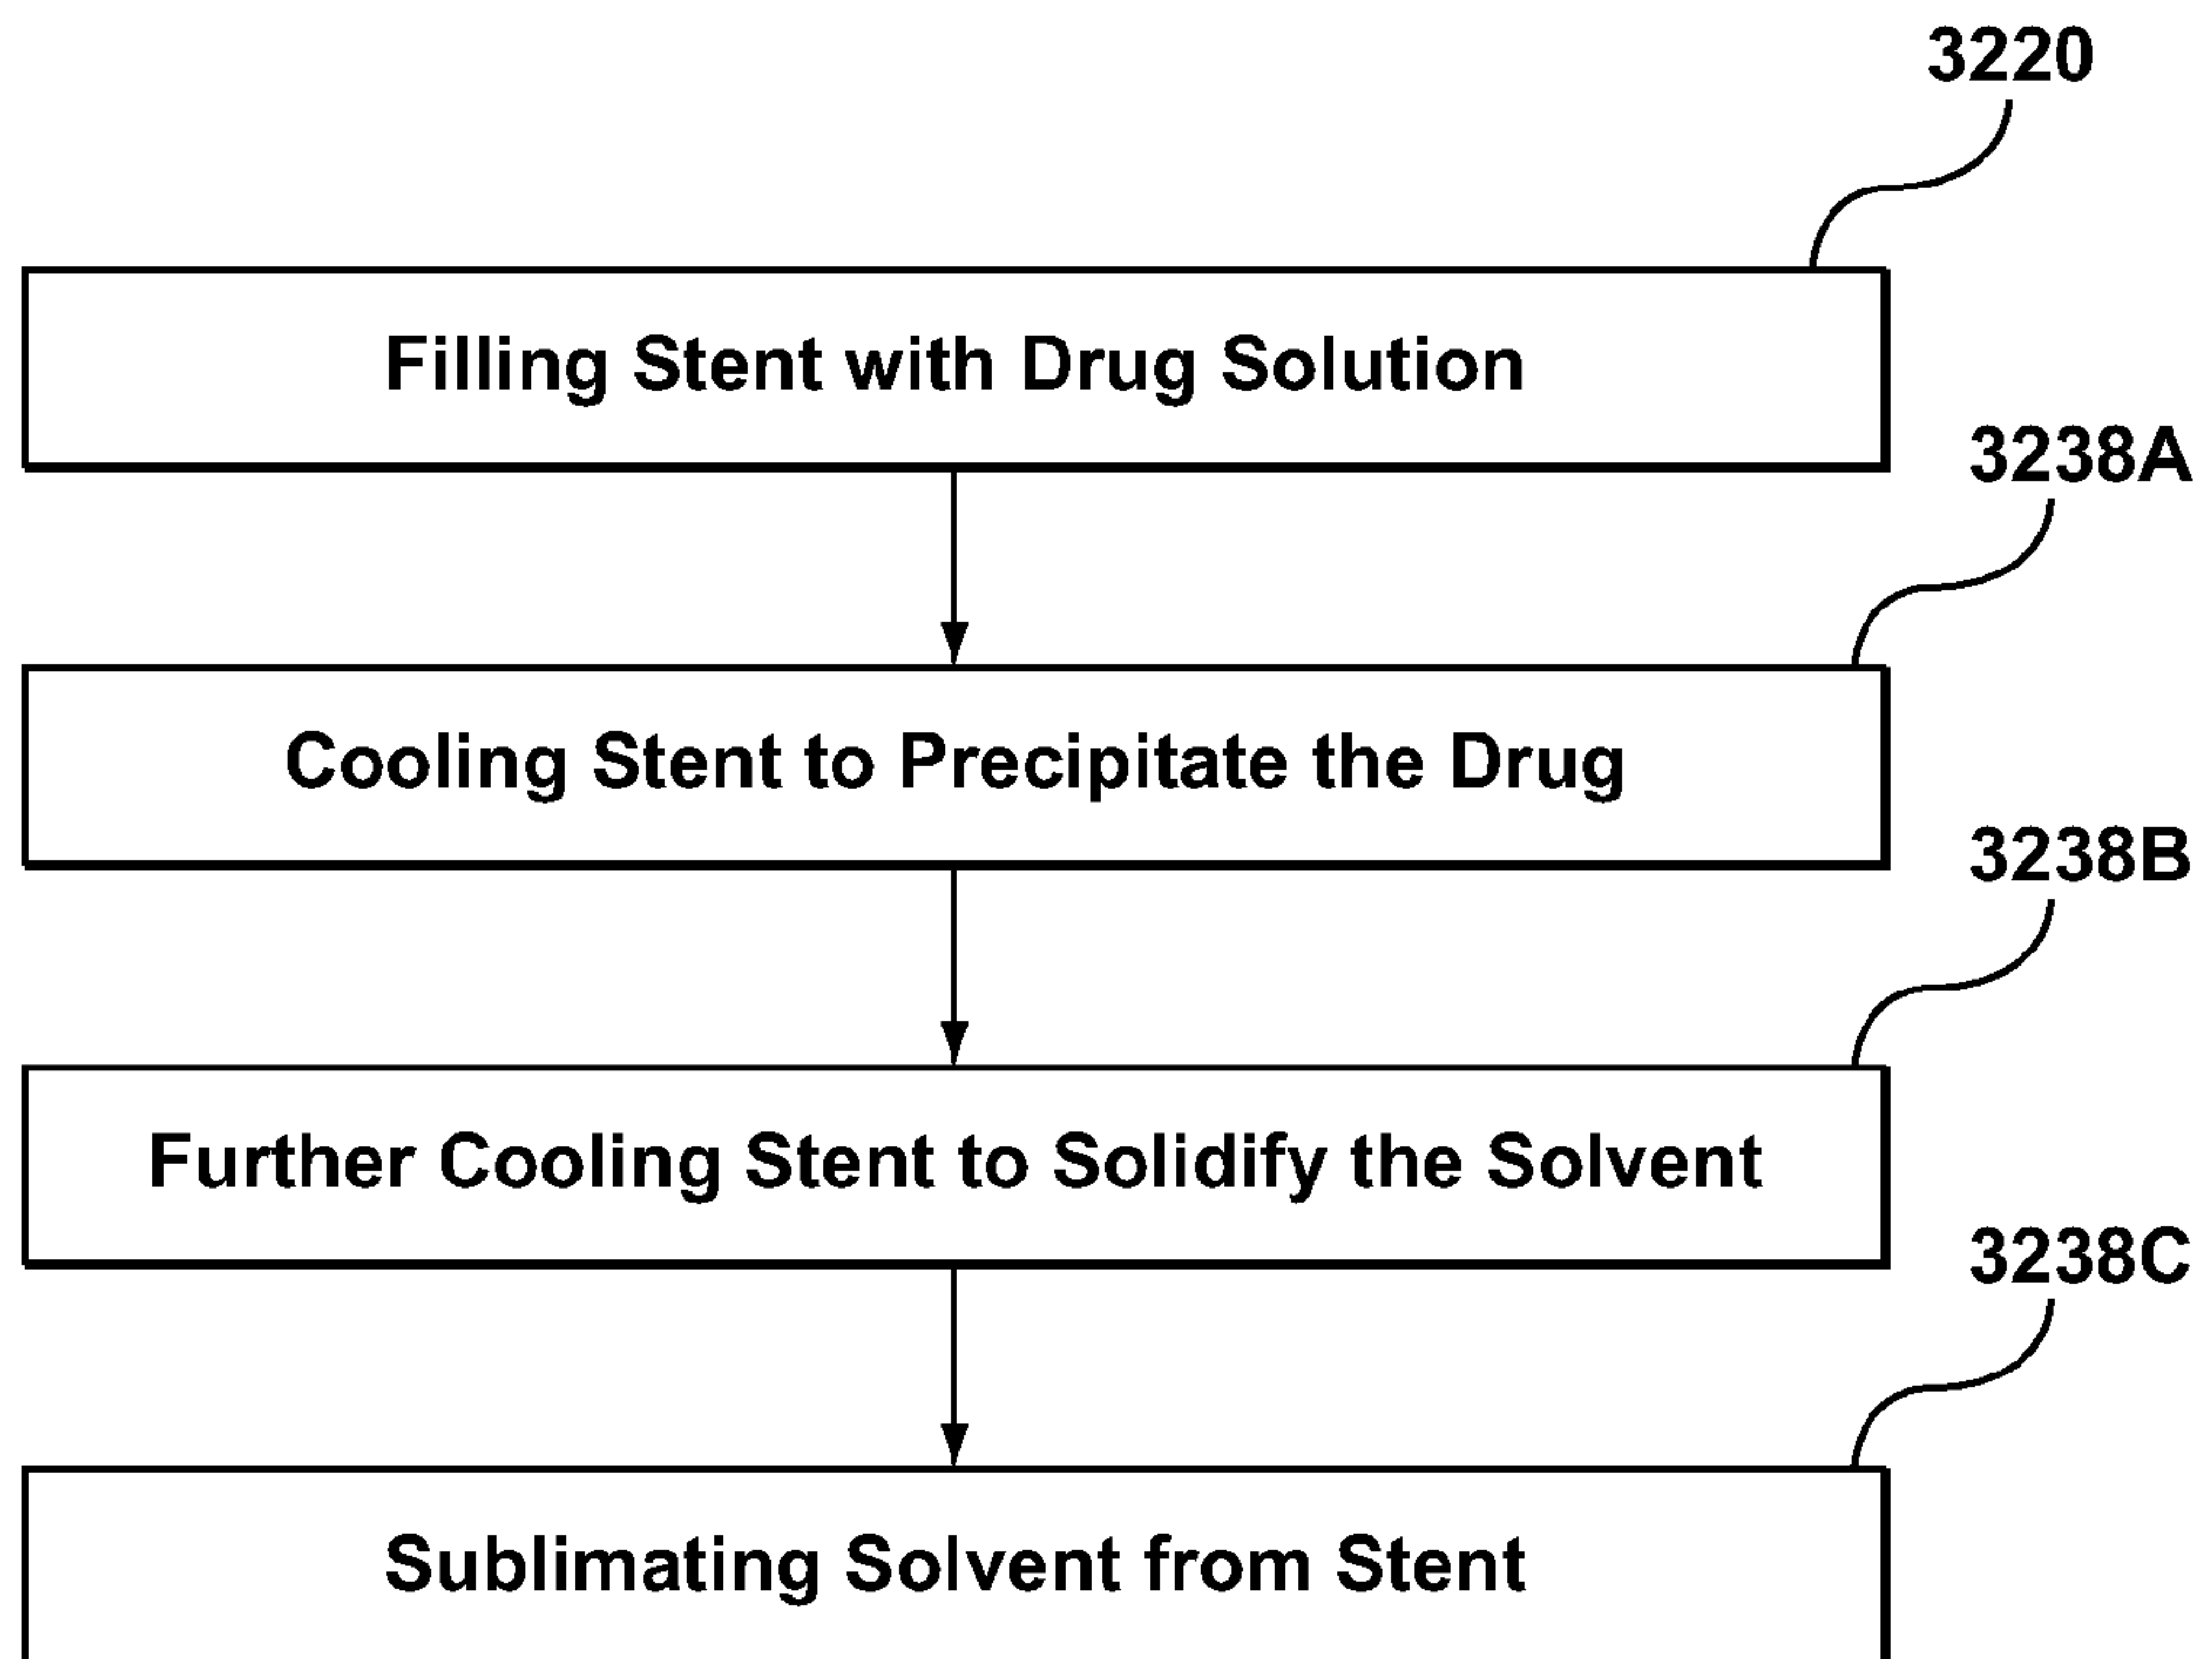 3220
Filling Stent with Drug Solution
3238A
Cooling Stent to Precipitate the Drug
3238B
Further Cooling Stent to Solidify the Solvent
3238C
Sublimating Solvent from Stent